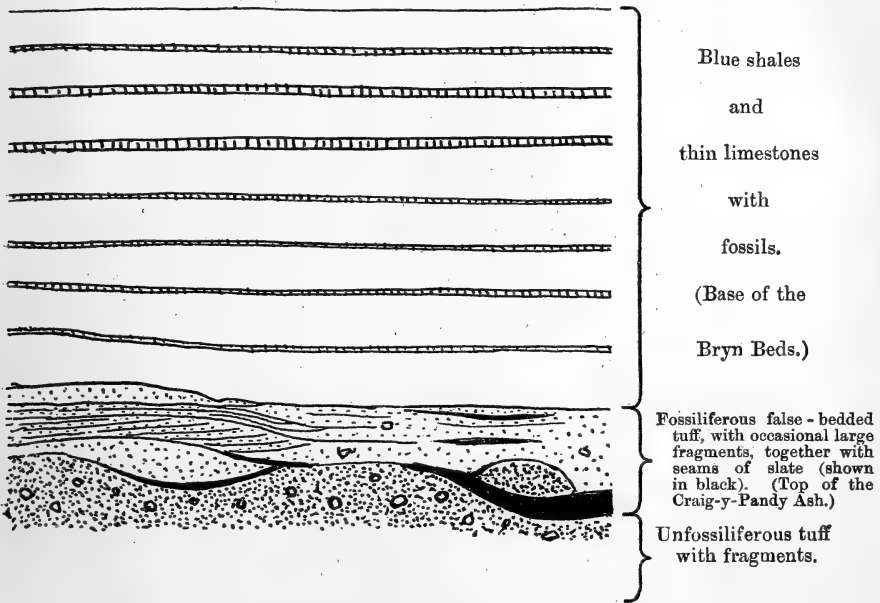 Blue shales
and
thin limestones
with
fossils.
(Base of the
Bryn Beds.)
Fossiliferous false - bedded
tuff, with occasional large
fragments, together with
seams of slate (shown
in black). (Top of the
Craig-y-Pandy Ash.)
Unfossiliferous tuff
with fragments.